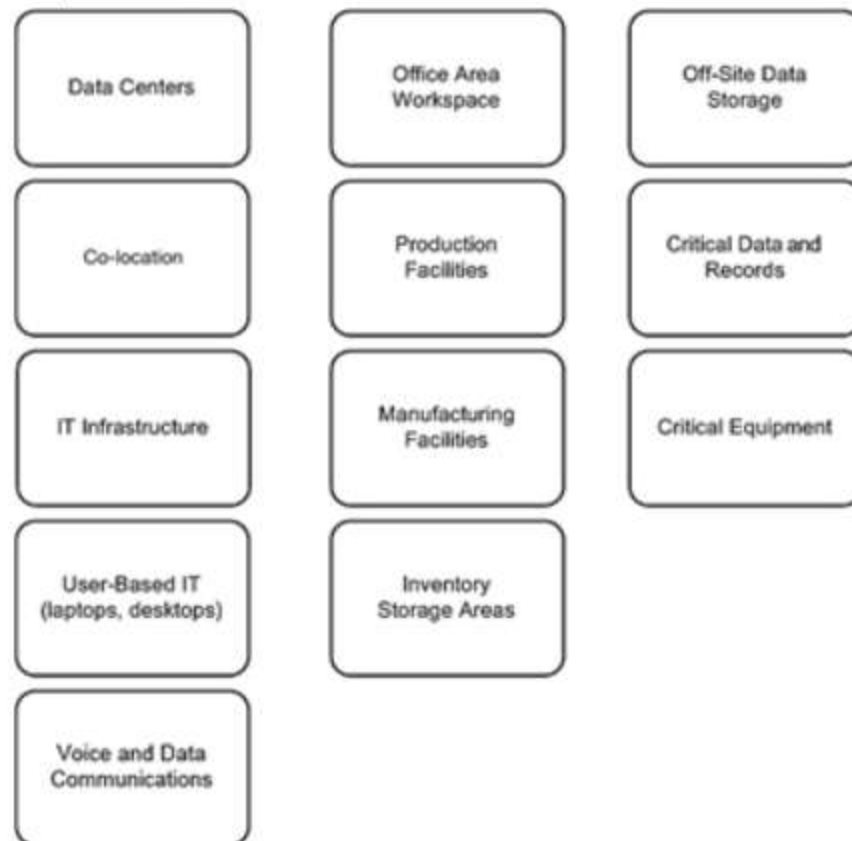 Data Centers
Office Area
Workspace
Off-Site Data
Storage
Co-location
Production
Facilities
Critical Data and
Records
IT Infrastructure
Manufacturing
Facilities
Critical Equipment
User-Based IT
(laptops, desktops)
Inventory
Storage Areas
Voice and Data
Communications